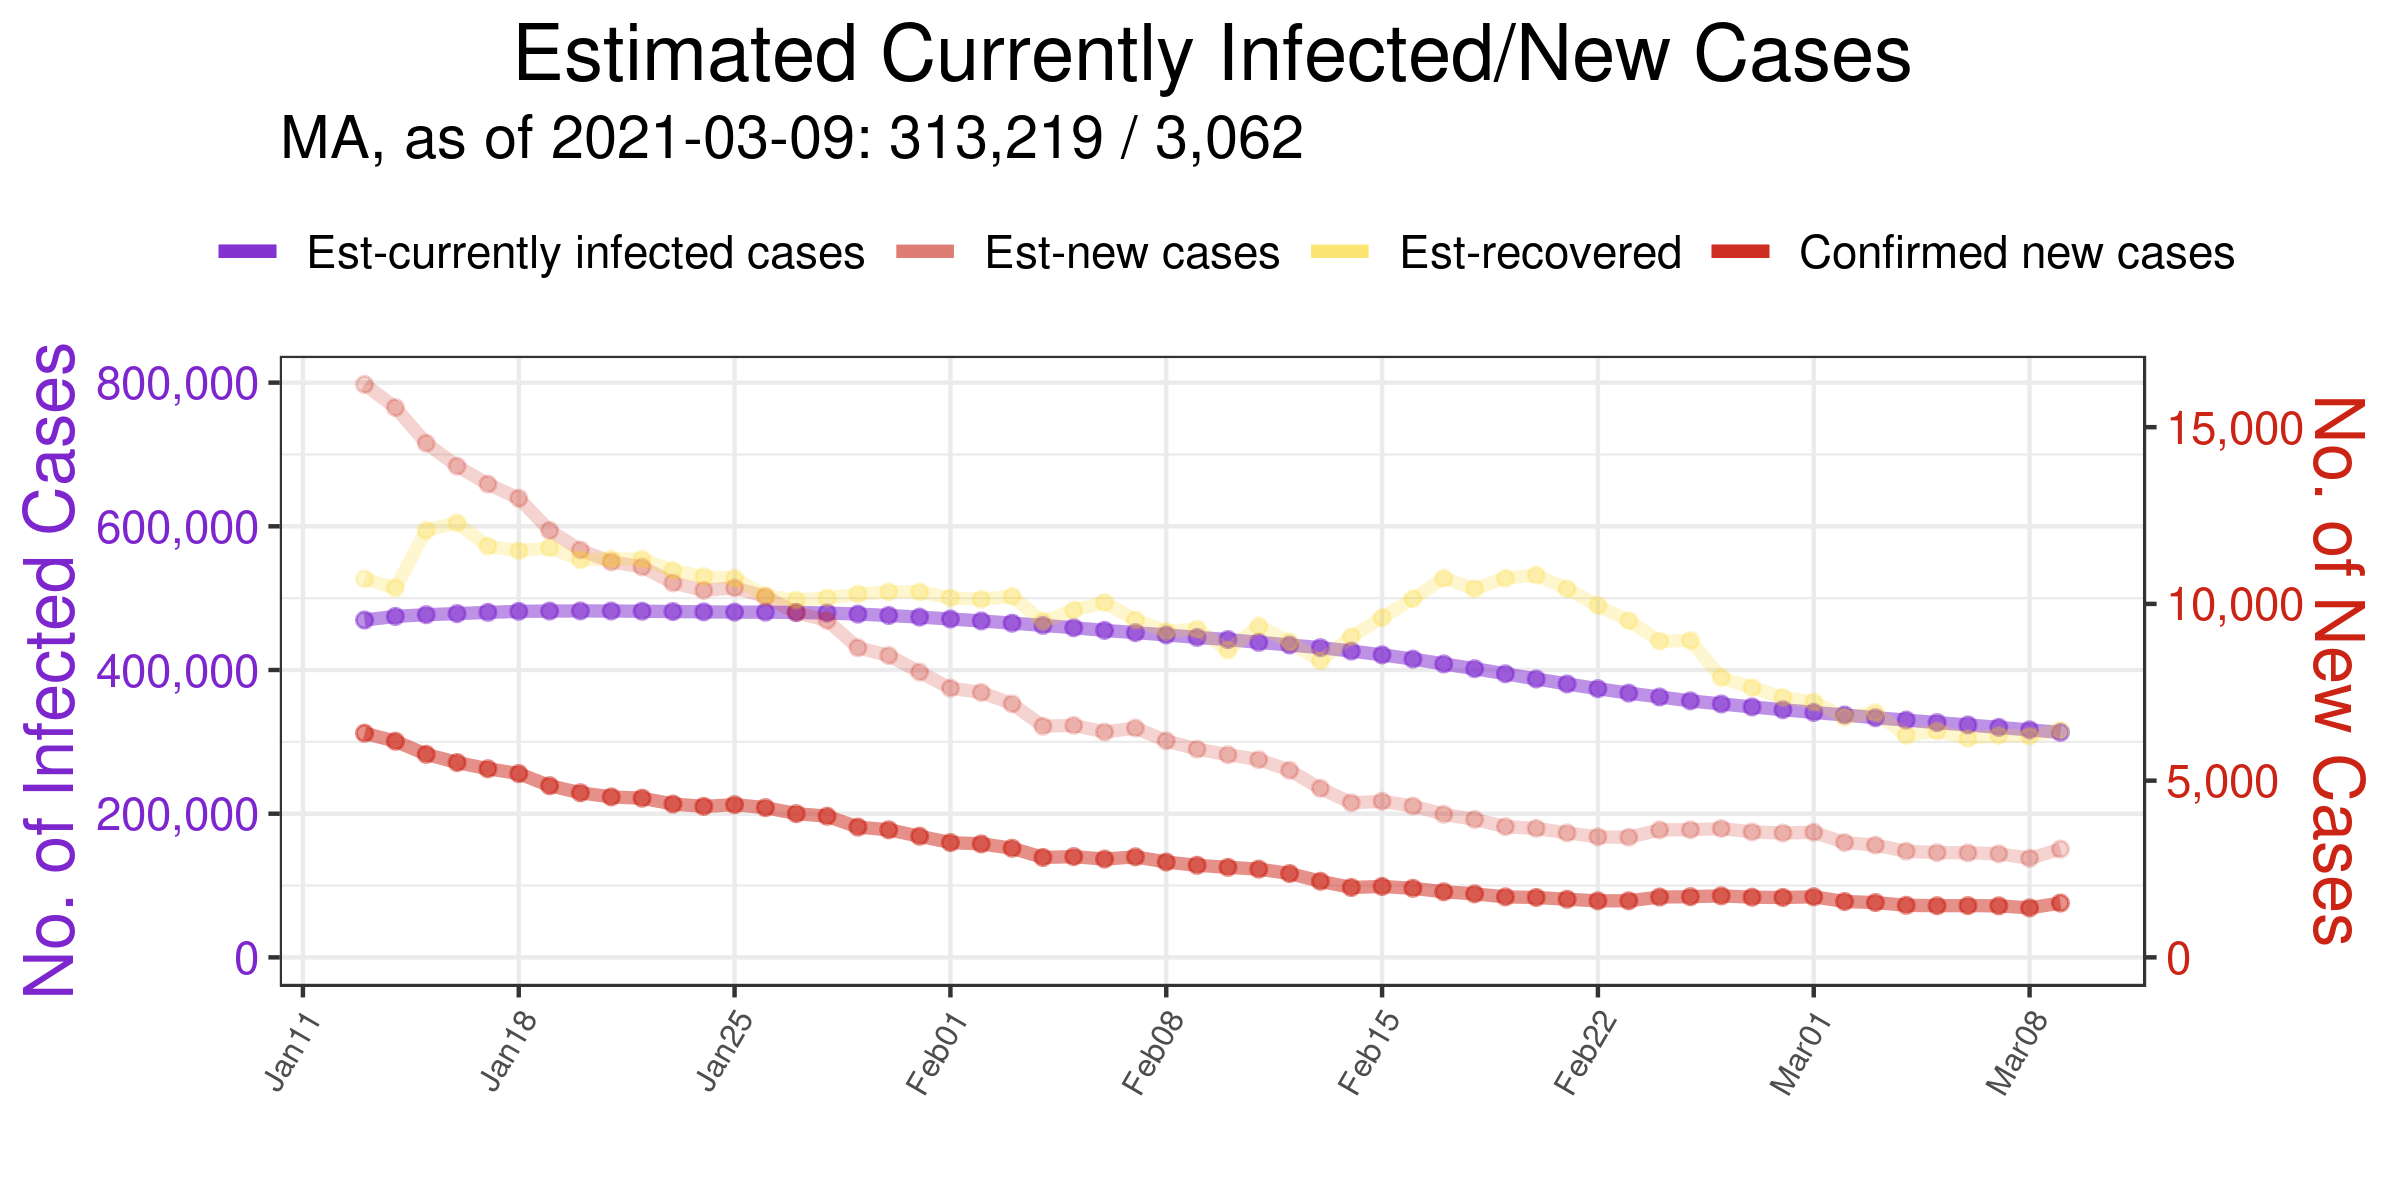 Estimated Currently Infected/New Cases
MA, as of 2021-03-09: 313,219 / 3,062
Est-currently infected cases Est-new cases Est-recovered Confirmed new cases
No. of Infected Cases
800,000
600,000
400,000
200,000
0
15,000
10,000
5,000
0
No. of New Cases
Jan11 Jan18 Jan25 Feb01 Feb08 Feb15 Feb22 Mar01 Mar08